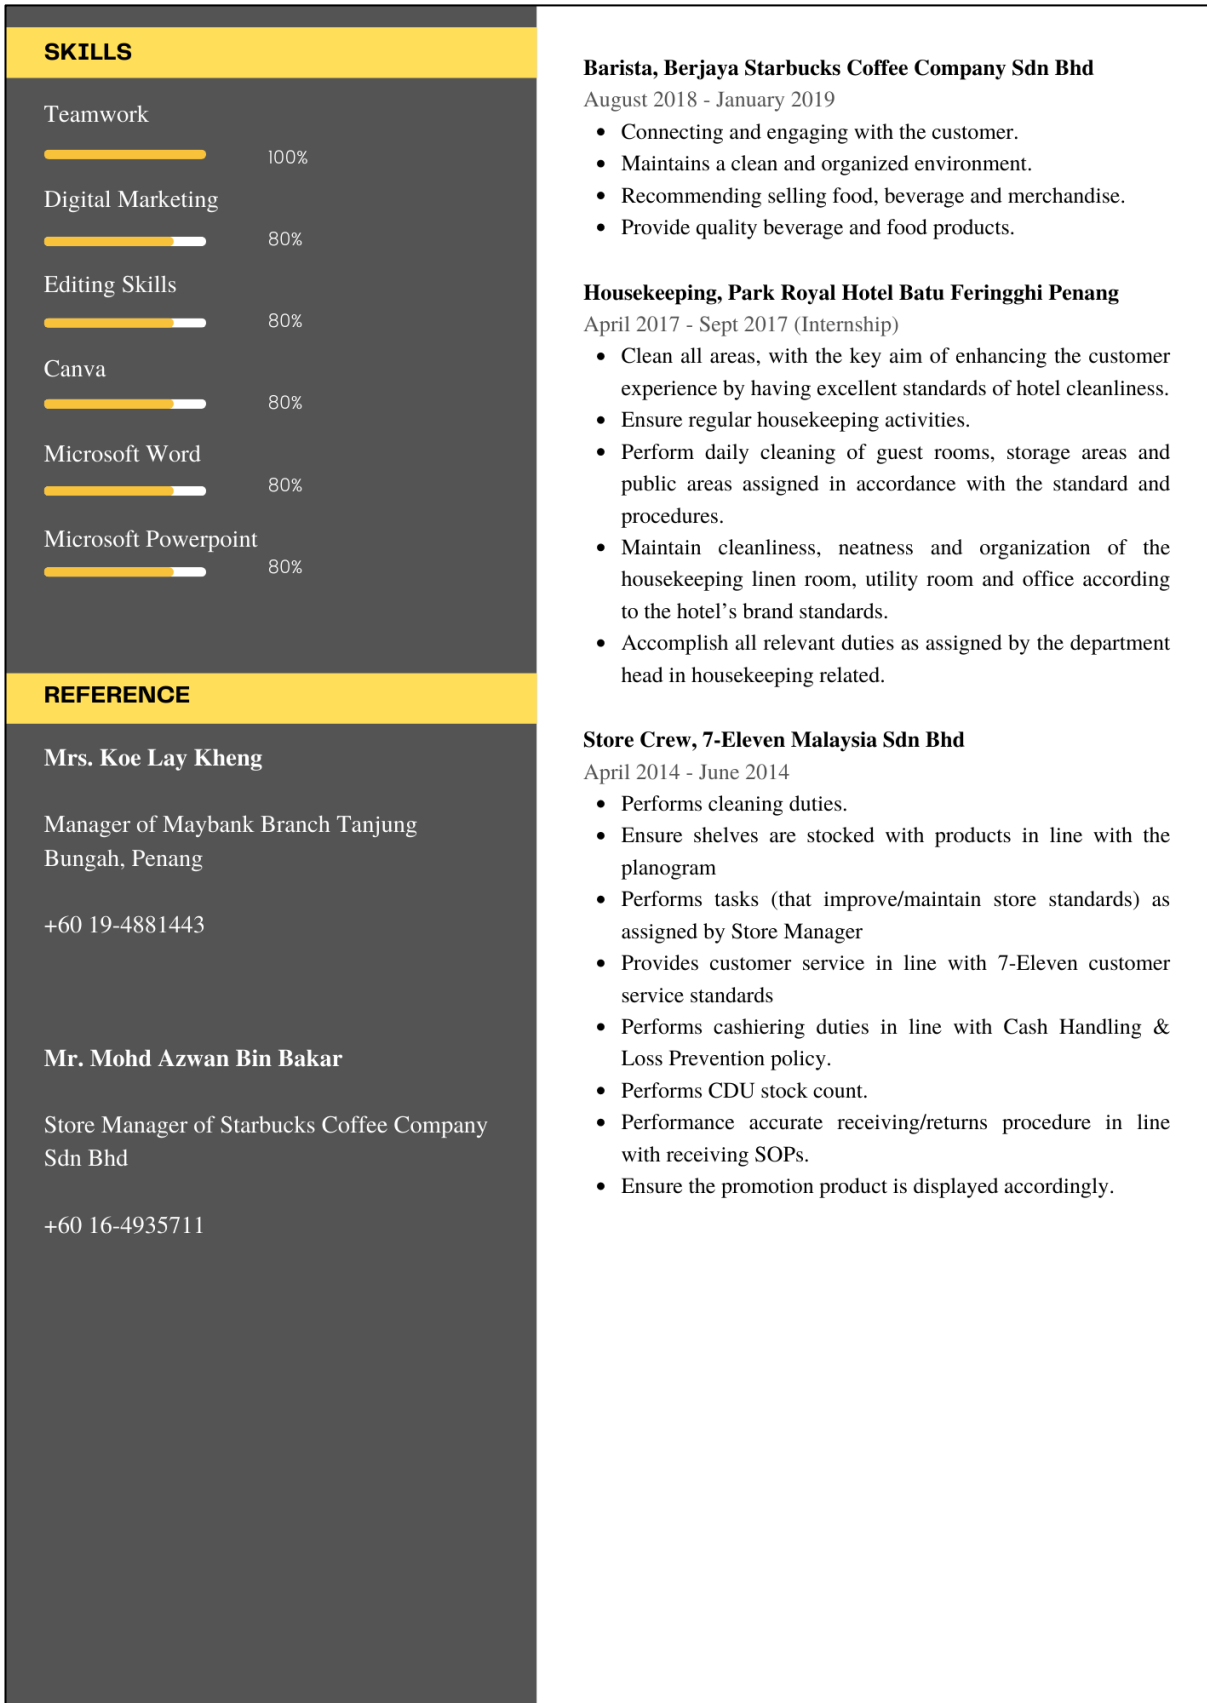 SKILLS
Teamwork
100%
Digital Marketing
80%
Editing Skills
80%
Canva
80%
Microsoft Word
80%
Microsoft Powerpoint
80%
REFERENCE
Mrs. Koe Lay Kheng
Manager of Maybank Branch Tanjung
Bungah, Penang
+60 19-4881443
Mr. Mohd Azwan Bin Bakar
Store Manager of Starbucks Coffee Company
Sdn Bhd
+60 16-4935711
Barista, Berjaya Starbucks Coffee Company Sdn Bhd
August 2018 - January 2019
• Connecting and engaging with the customer.
• Maintains a clean and organized environment.
• Recommending selling food, beverage and merchandise.
• Provide quality beverage and food products.
Housekeeping, Park Royal Hotel Batu Feringghi Penang
April 2017 - Sept 2017 (Internship)
• Clean all areas, with the key aim of enhancing the customer
experience by having excellent standards of hotel cleanliness.
• Ensure regular housekeeping activities.
• Perform daily cleaning of guest rooms, storage areas and
public areas assigned in accordance with the standard and
procedures.
• Maintain cleanliness, neatness and organization of the
housekeeping linen room, utility room and office according
to the hotel’s brand standards.
• Accomplish all relevant duties as assigned by the department
head in housekeeping related.
Store Crew, 7-Eleven Malaysia Sdn Bhd
April 2014 - June 2014
• Performs cleaning duties.
• Ensure shelves are stocked with products in line with the
planogram
• Performs tasks (that improve/maintain store standards) as
assigned by Store Manager
• Provides customer service in line with 7-Eleven customer
service standards
• Performs cashiering duties in line with Cash Handling &
Loss Prevention policy.
• Performs CDU stock count.
• Performance accurate receiving/returns procedure in line
with receiving SOPs.
• Ensure the promotion product is displayed accordingly.